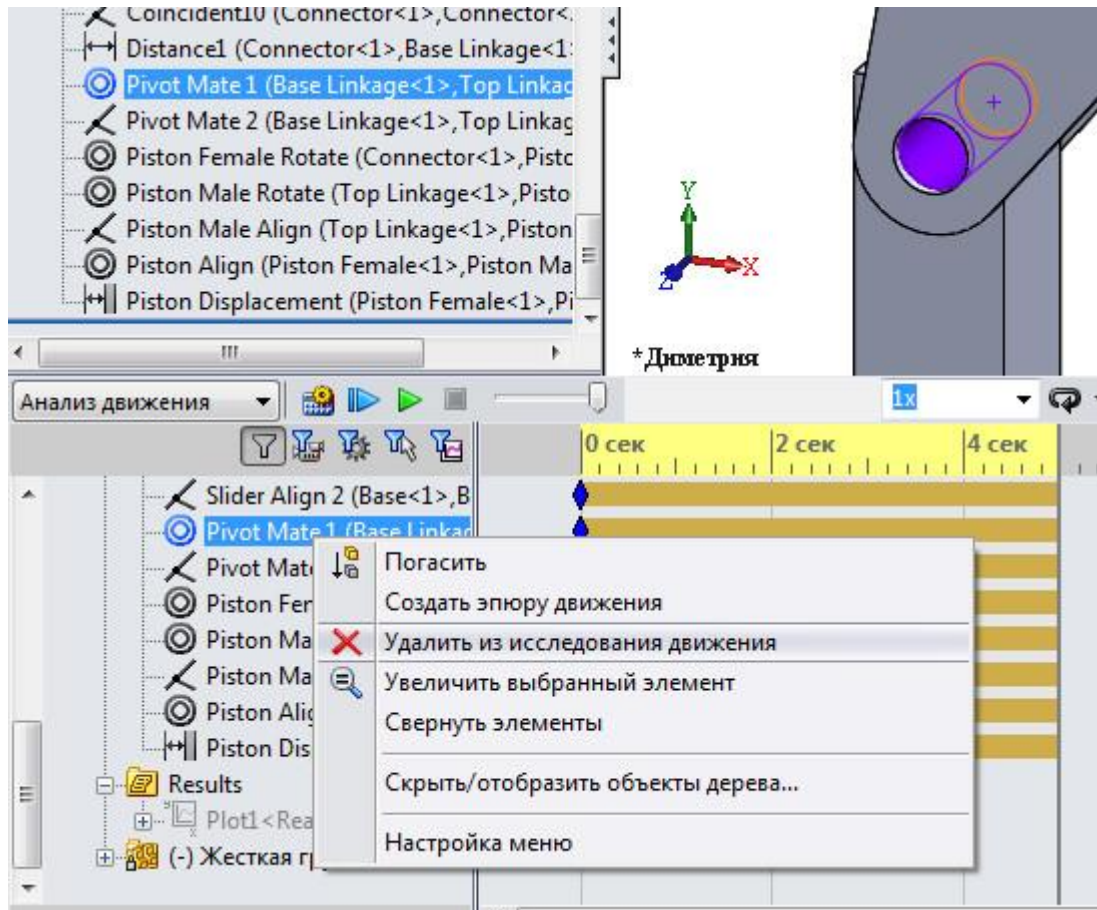 Coincident10 (Connector<1>,Connector<
Distance1 (Connector<1>,Base Linkage<1
Pivot Mate 1 (Base Linkage<1>,Top Linkag
Pivot Mate 2 (Base Linkage<1>,Top Linkag
Piston Female Rotate (Connector<1>,Pisto
Piston Male Rotate (Top Linkage<1>,Pisto
Piston Male Align (Top Linkage<1>,Piston
Piston Align (Piston Female<1>,Piston Ma
Piston Displacement (Piston Female<1>,Pi
Y
X
Z
*Диметрия
Анализ движения
1x
0 сек 2 сек 4 сек
Slider Align 2 (Base<1>,B
Pivot Mate 1 (Base Linkag
Pivot Mat
Piston Fer
Piston Ma
Piston Ma
Piston Alig
Piston Dis
Results
Plot1<Rea
(-) Жесткая г
Погасить
Создать эпюру движения
Удалить из исследования движения
Увеличить выбранный элемент
Свернуть элементы
Скрыть/отобразить объекты дерева...
Настройка меню